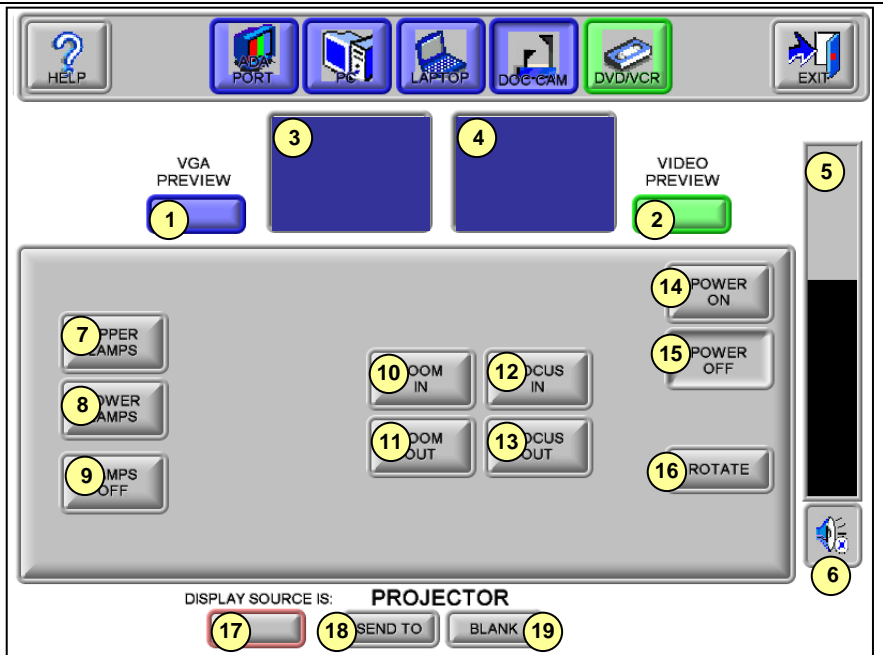 HELP
ADA
PORT
PC
LAPTOP
DOC CAM
DVD/VCR
EXIT
VGA
PREVIEW
1
3
4
VIDEO
PREVIEW
2
5
6
7 PPER
LAMPS
8 OWER
AMPS
9 AMPS
OFF
10 OOM
IN
11 OOM
OUT
12 OCUS
IN
13 OCUS
OUT
14 POWER
ON
15 POWER
OFF
16 ROTATE
DISPLAY SOURCE IS: PROJECTOR
17
18 SEND TO
BLANK 19